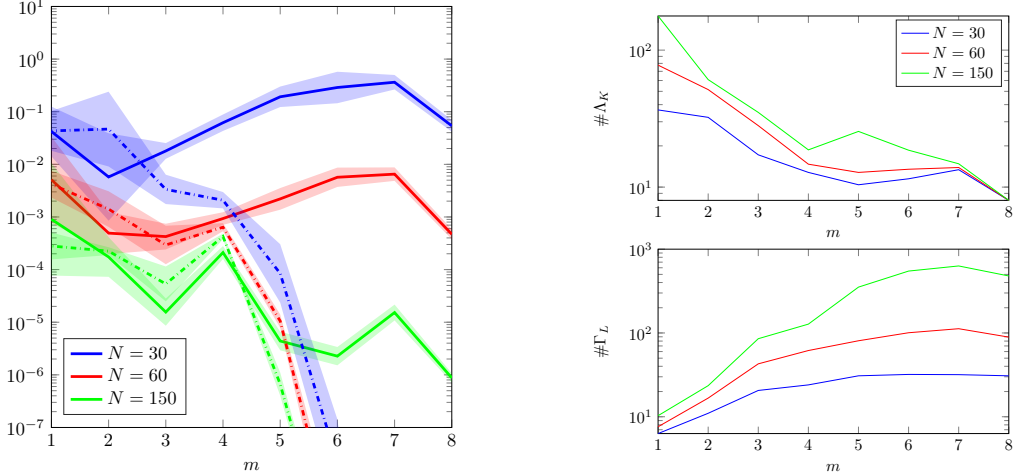 10^1
10^0
10^-1
10^-2
10^-3
10^-4
10^-5
10^-6
10^-7
1 2 3 4 5 6 7 8
m
N = 30
N = 60
N = 150
10^2
10^1
#Λ_K
1 2 3 4 5 6 7 8
m
N = 30
N = 60
N = 150
10^3
10^2
10^1
#Γ_L
1 2 3 4 5 6 7 8
m